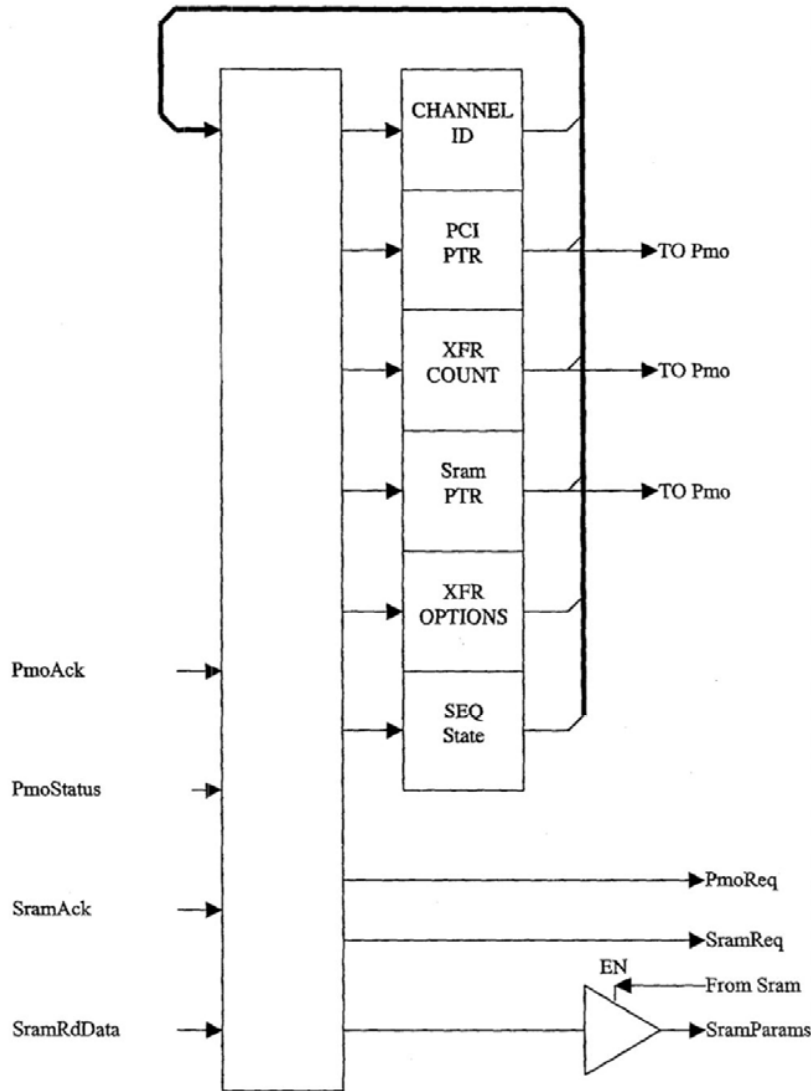 CHANNEL
ID
PCI
PTR
TO Pmo
XFR
COUNT
TO Pmo
Sram
PTR
TO Pmo
XFR
OPTIONS
PmoAck
SEQ
State
PmoStatus
PmoReq
SramAck
SramReq
EN
From Sram
SramRdData
SramParams